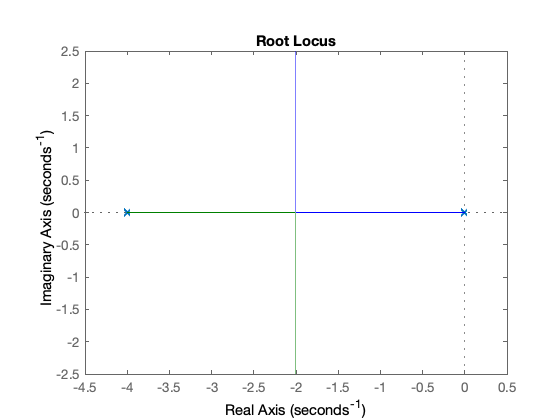 Root Locus
2.5
2
1.5
1
0.5
0
-0.5
-1
-1.5
-2
-2.5
Imaginary Axis (seconds⁻¹)
-4.5 -4 -3.5 -3 -2.5 -2 -1.5 -1 -0.5 0 0.5
Real Axis (seconds⁻¹)